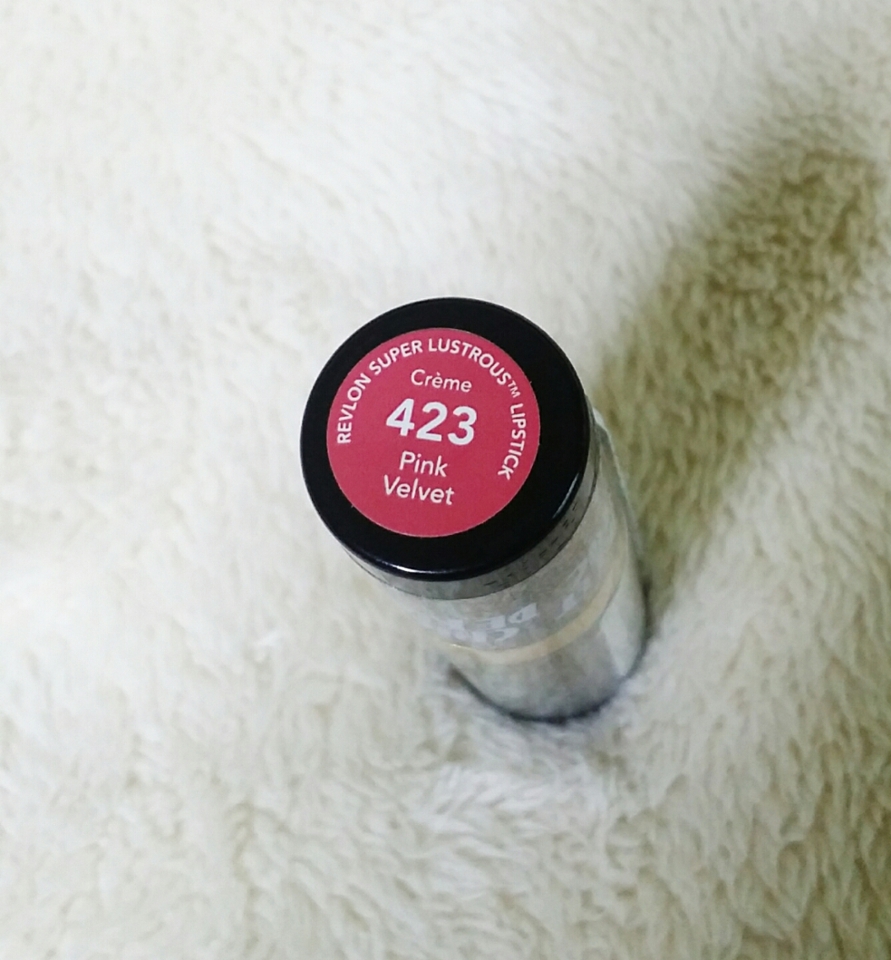 REVLON SUPER LUSTROUS™ LIPSTICK
Crème
423
Pink
Velvet